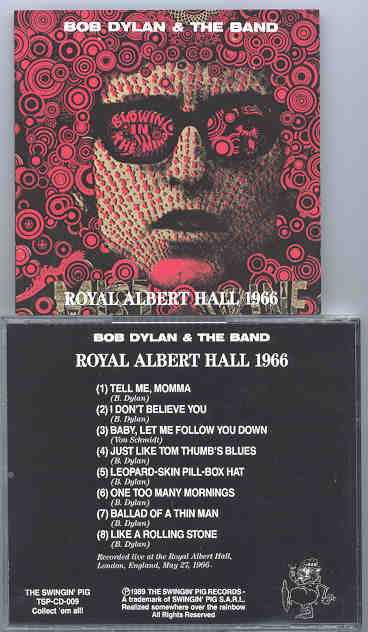 BOB DYLAN & THE BAND
BLOWING
IN
THE
ROYAL ALBERT HALL 1966
BOB DYLAN & THE BAND
ROYAL ALBERT HALL 1966
(1) TELL ME, MOMMA
(B. Dylan)
(2) I DON'T BELIEVE YOU
(B. Dylan)
(3) BABY, LET ME FOLLOW YOU DOWN
(Von Schmidt)
(4) JUST LIKE TOM THUMB'S BLUES
(B. Dylan)
(5) LEOPARD-SKIN PILL-BOX HAT
(B. Dylan)
(6) ONE TOO MANY MORNINGS
(B. Dylan)
(7) BALLAD OF A THIN MAN
(B. Dylan)
(8) LIKE A ROLLING STONE
(B. Dylan)
Recorded live at the Royal Albert Hall,
London, England, May 27, 1966.
THE SWINGIN' PIG
TSP-CD-009
Collect 'em all!
℗1989 THE SWINGIN' PIG RECORDS -
A trademark of SWINGIN' PIG S.A.R.L.
Realized somewhere over the rainbow
All Rights Reserved